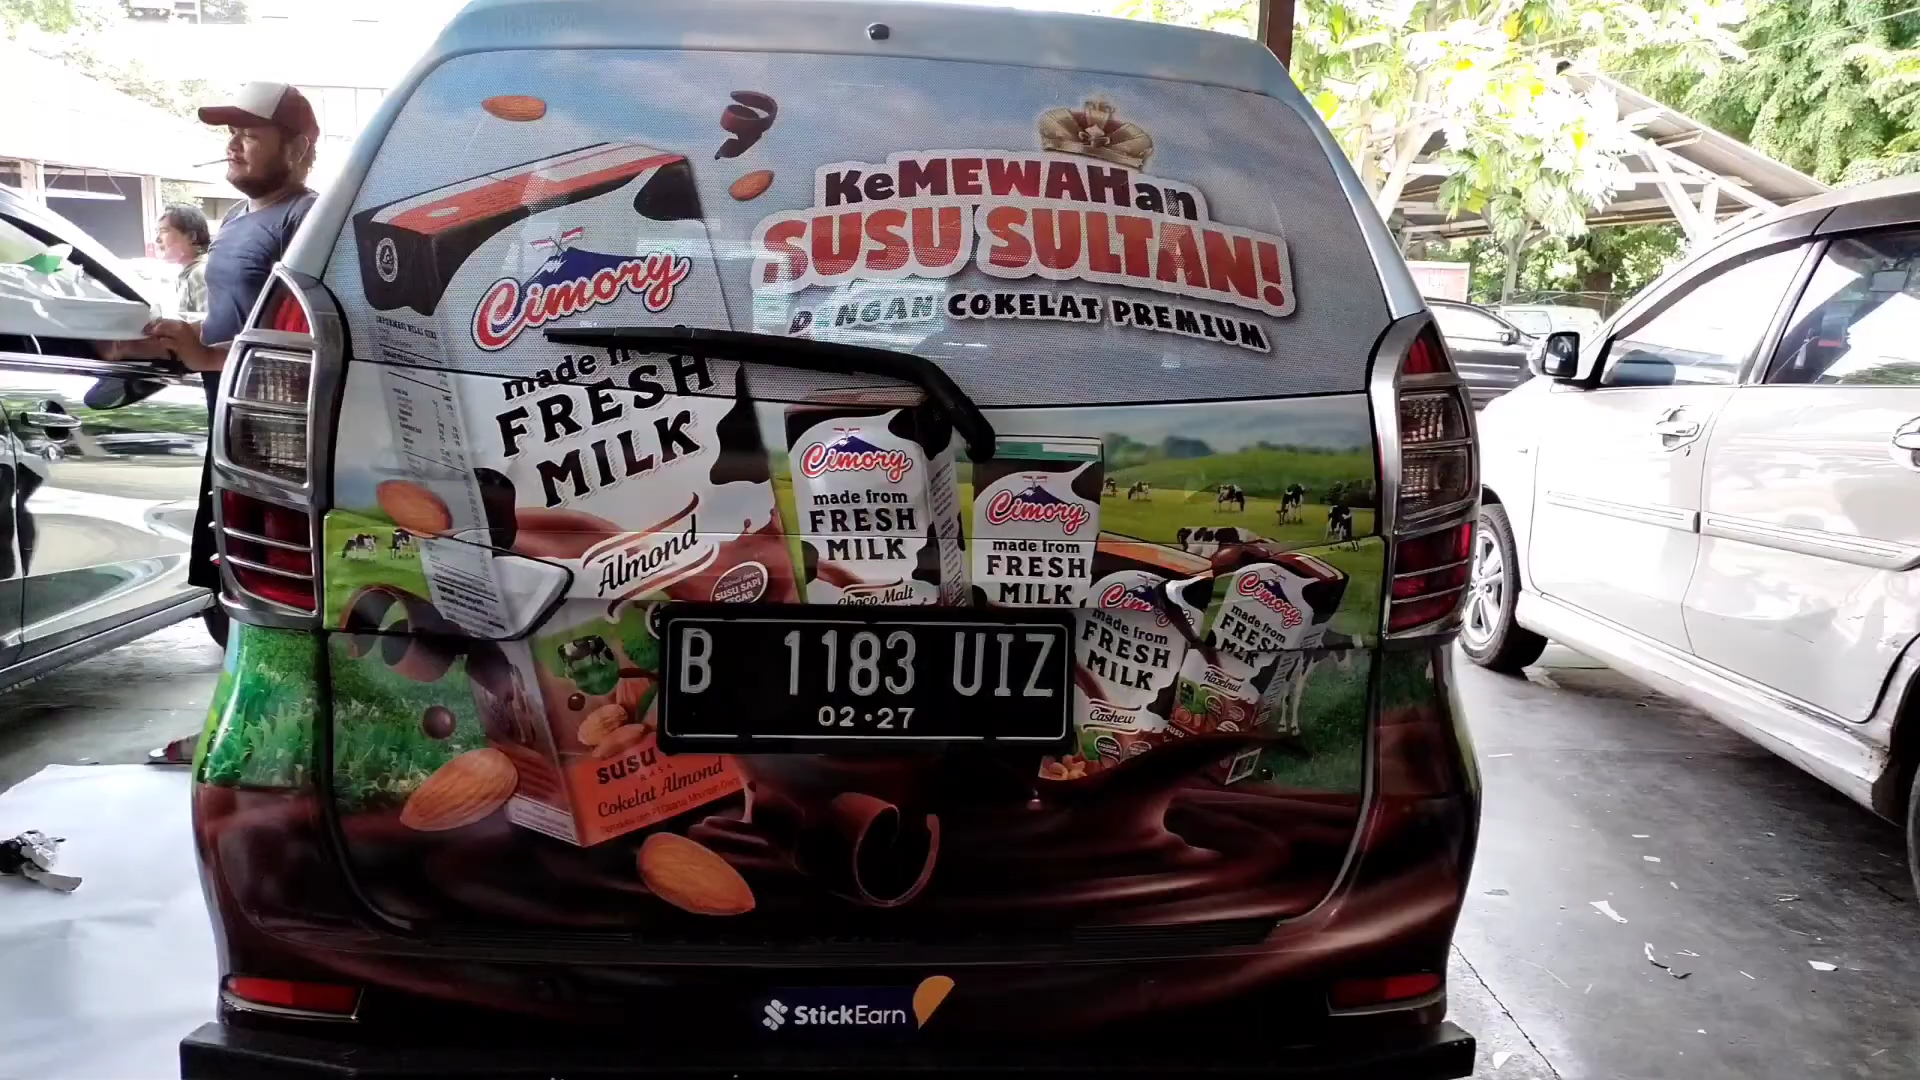 KeMEWAHan
SUSU SULTAN!
DENGAN COKELAT PREMIUM
Cimory
made from
FRESH
MILK
Almond
SUSU SAPI
SEGAR
Cimory
made from
FRESH
MILK
Choco Malt
Cimory
made from
FRESH
MILK
Cimory
made from
FRESH
MILK
Cashew
Cimory
made from
FRESH
MILK
Hazelnut
SUSU
RASA
Cokelat Almond
B 1183 UIZ
02·27
StickEarn